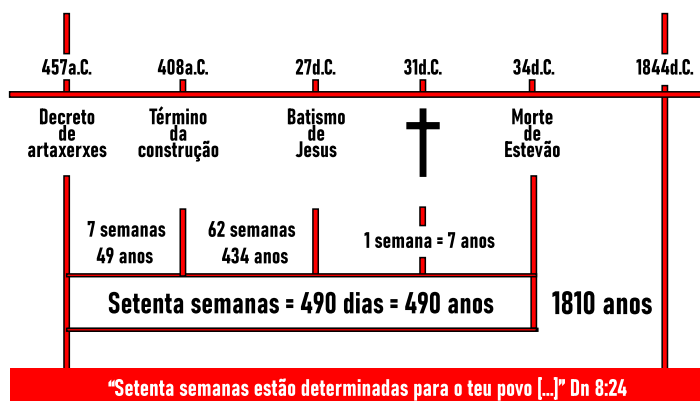 457a.C.
408a.C.
27d.C.
31d.C.
34d.C.
1844d.C.
Decreto
de
artaxerxes
Término
da
construção
Batismo
de
Jesus
Morte
de
Estevão
7 semanas
49 anos
62 semanas
434 anos
1 semana = 7 anos
Setenta semanas = 490 dias = 490 anos
1810 anos
“Setenta semanas estão determinadas para o teu povo [...]” Dn 8:24